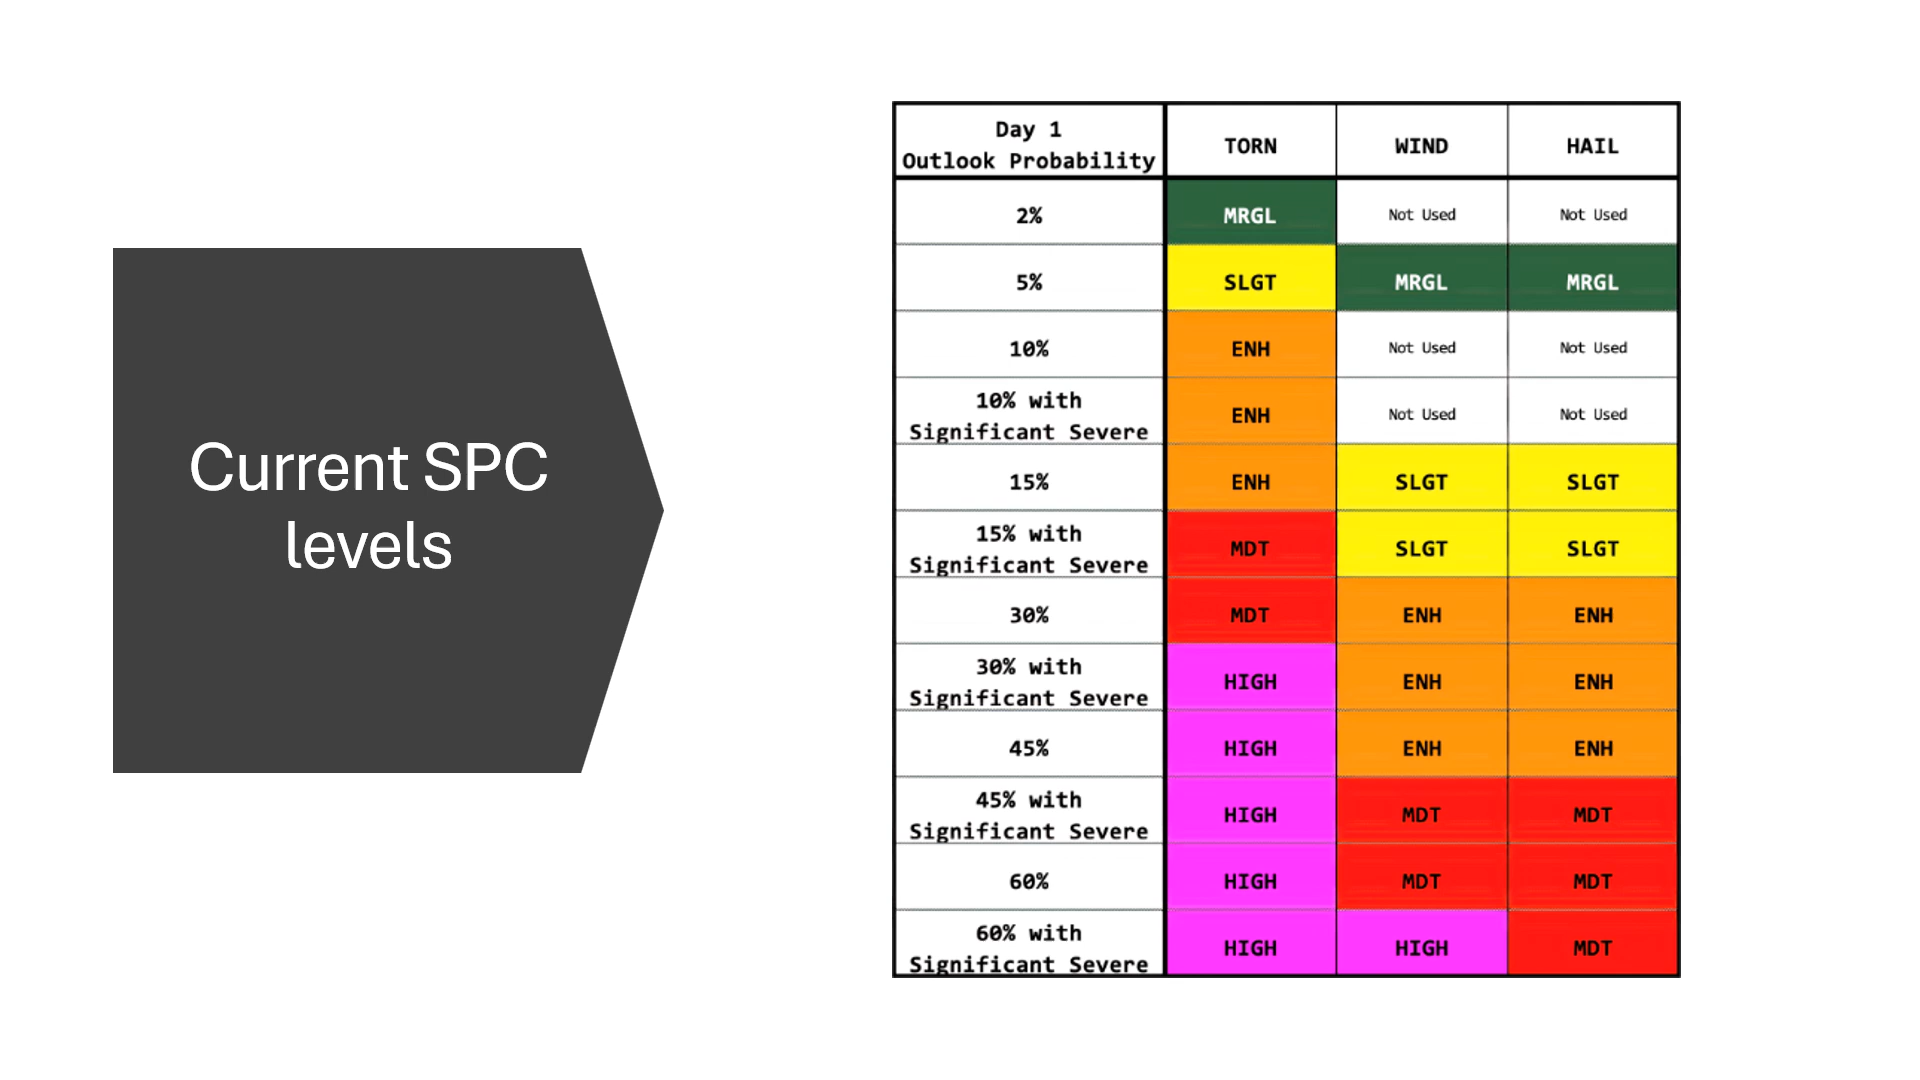 Current SPC
levels
Day 1
Outlook Probability TORN WIND HAIL
2% MRGL Not Used Not Used
5% SLGT MRGL MRGL
10% ENH Not Used Not Used
10% with
Significant Severe ENH Not Used Not Used
15% ENH SLGT SLGT
15% with
Significant Severe MDT SLGT SLGT
30% MDT ENH ENH
30% with
Significant Severe HIGH ENH ENH
45% HIGH ENH ENH
45% with
Significant Severe HIGH MDT MDT
60% HIGH MDT MDT
60% with
Significant Severe HIGH HIGH MDT